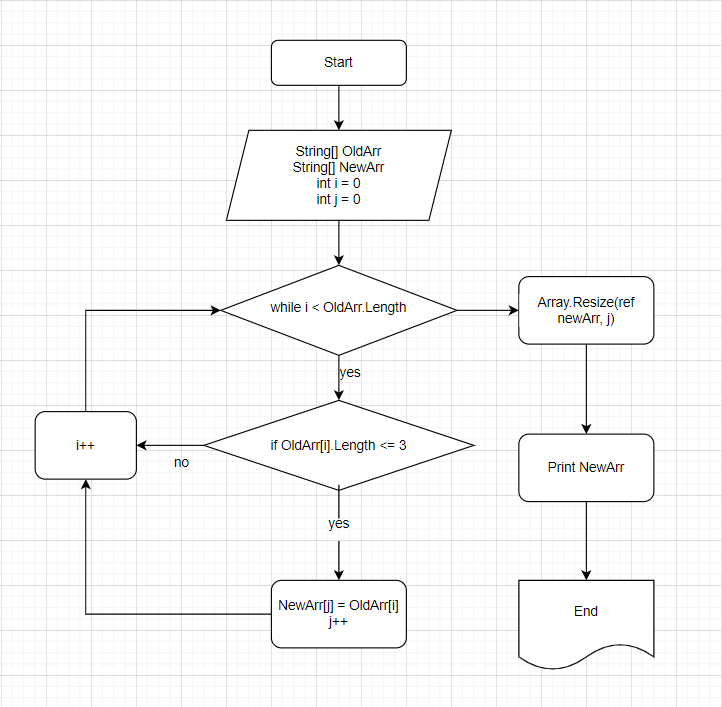 Start
String[] OldArr
String[] NewArr
int i = 0
int j = 0
while i < OldArr.Length
Array.Resize(ref
newArr, j)
yes
i++
if OldArr[i].Length <= 3
no
Print NewArr
yes
NewArr[j] = OldArr[i]
j++
End